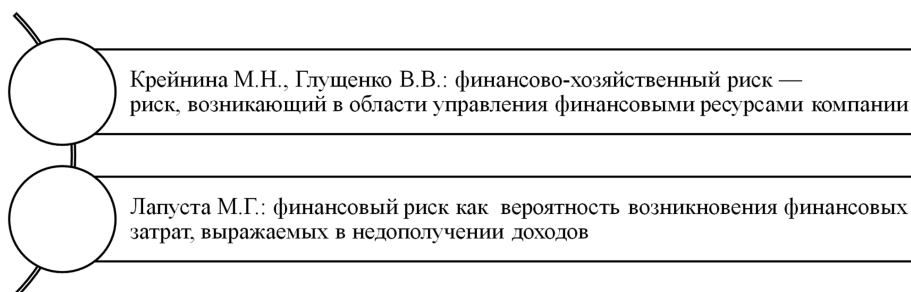 Крейнина М.Н., Глущенко В.В.: финансово-хозяйственный риск —
риск, возникающий в области управления финансовыми ресурсами компании
Лапуста М.Г.: финансовый риск как вероятность возникновения финансовых
затрат, выражаемых в недополучении доходов